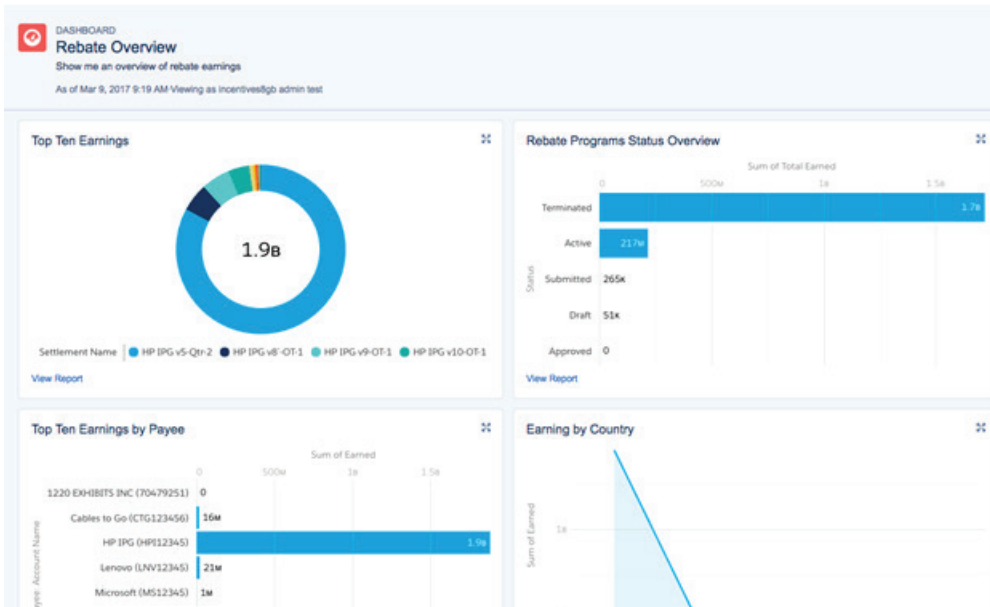 DASHBOARD
Rebate Overview
Show me an overview of rebate earnings
As of Mar 9, 2017 9:19 AM·Viewing as incentives8gb admin test
Top Ten Earnings
1.9B
Settlement Name HP IPG v5-Qtr-2 HP IPG v8'-OT-1 HP IPG v9-OT-1 HP IPG v10-OT-1
View Report
Rebate Programs Status Overview
Sum of Total Earned
0 500M 1B 1.5B
Status
Terminated 1.7B
Active 217M
Submitted 265K
Draft 51K
Approved 0
View Report
Top Ten Earnings by Payee
Sum of Earned
0 500M 1B 1.5B
Account Name
1220 EXHIBITS INC (70479251) 0
Cables to Go (CTG123456) 16M
HP IPG (HPI12345) 1.9B
Lenovo (LNV12345) 21M
Microsoft (MS12345) 1M
Earning by Country
Sum of Earned
1B